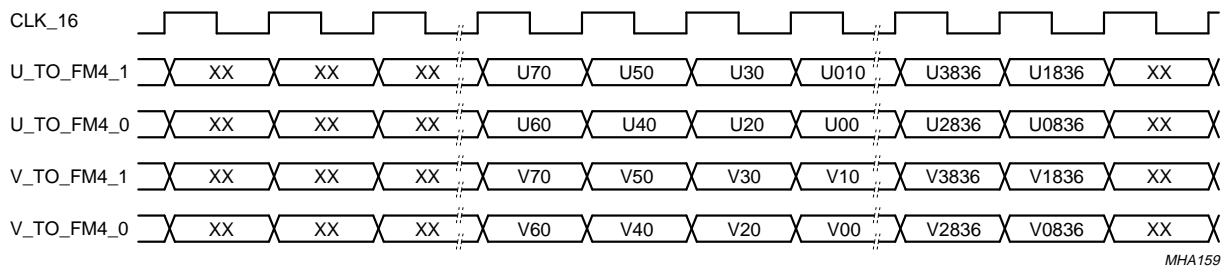 CLK_16
U_TO_FM4_1 XX XX XX U70 U50 U30 U010 U3836 U1836 XX
U_TO_FM4_0 XX XX XX U60 U40 U20 U00 U2836 U0836 XX
V_TO_FM4_1 XX XX XX V70 V50 V30 V10 V3836 V1836 XX
V_TO_FM4_0 XX XX XX V60 V40 V20 V00 V2836 V0836 XX
MHA159